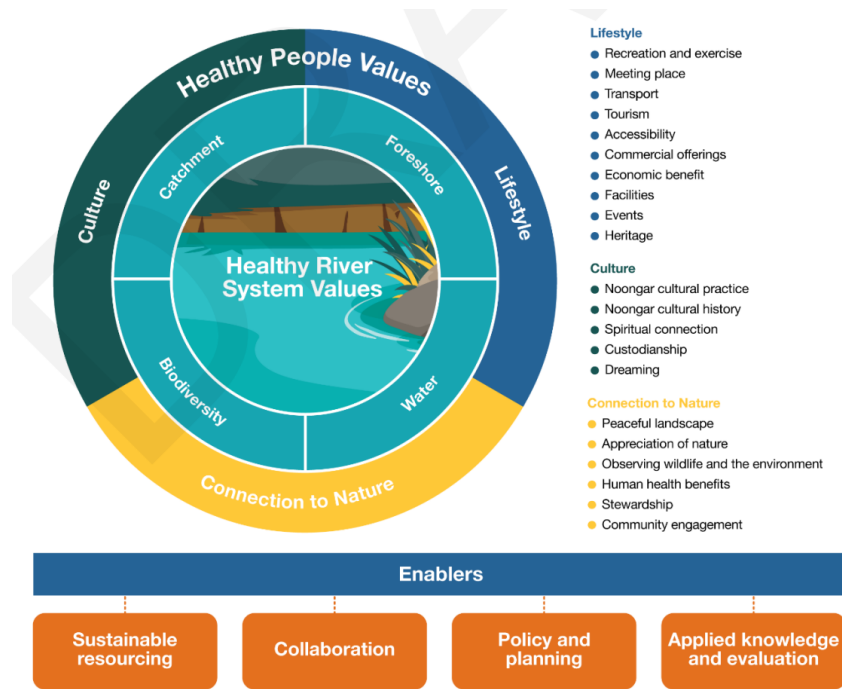 Healthy People Values
Culture
Lifestyle
Connection to Nature
Catchment
Foreshore
Biodiversity
Water
Healthy River
System Values
Lifestyle
Recreation and exercise
Meeting place
Transport
Tourism
Accessibility
Commercial offerings
Economic benefit
Facilities
Events
Heritage
Culture
Noongar cultural practice
Noongar cultural history
Spiritual connection
Custodianship
Dreaming
Connection to Nature
Peaceful landscape
Appreciation of nature
Observing wildlife and the environment
Human health benefits
Stewardship
Community engagement
Enablers
Sustainable
resourcing
Collaboration
Policy and
planning
Applied knowledge
and evaluation